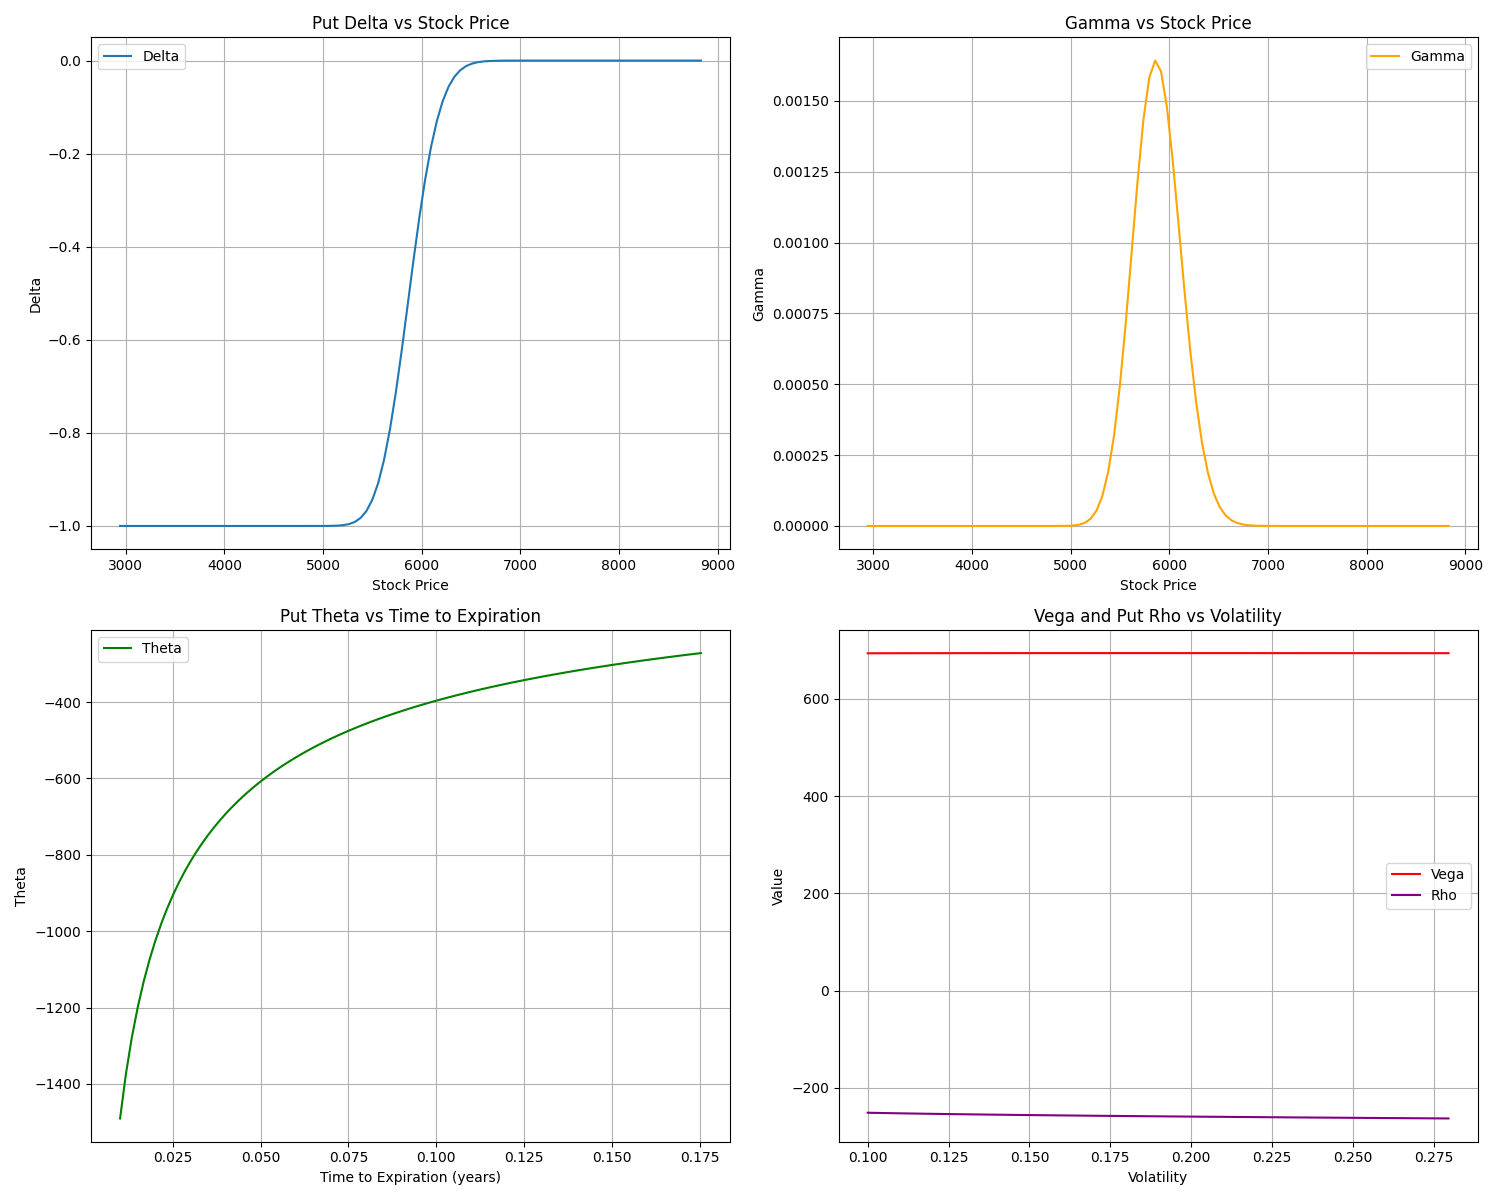 Put Delta vs Stock Price
Delta
0.0
−0.2
−0.4
−0.6
−0.8
−1.0
Delta
3000 4000 5000 6000 7000 8000 9000
Stock Price
Gamma vs Stock Price
Gamma
0.00150
0.00125
0.00100
0.00075
0.00050
0.00025
0.00000
Gamma
3000 4000 5000 6000 7000 8000 9000
Stock Price
Put Theta vs Time to Expiration
Theta
−400
−600
−800
−1000
−1200
−1400
Theta
0.025 0.050 0.075 0.100 0.125 0.150 0.175
Time to Expiration (years)
Vega and Put Rho vs Volatility
600
400
200
0
−200
Value
Vega
Rho
0.100 0.125 0.150 0.175 0.200 0.225 0.250 0.275
Volatility